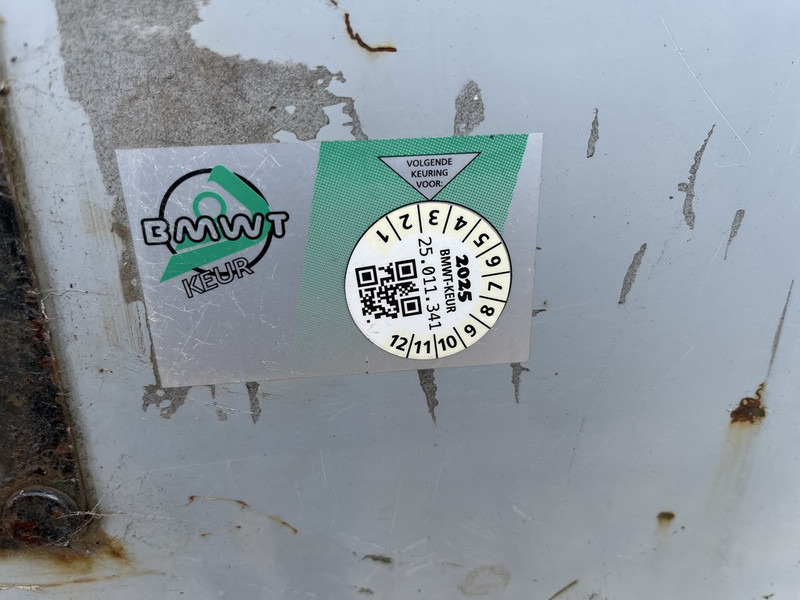 BMWT
KEUR
VOLGENDE
KEURING
VOOR:
1 2 3 4 5 6 7 8 9 10 11 12
2025
BMWT-KEUR
25.011.341